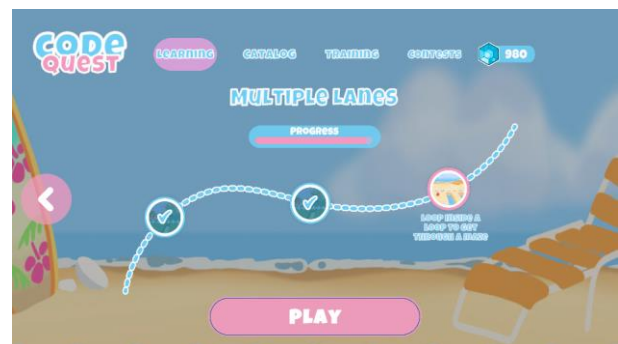 CODE
QUEST
LEARNING
CATALOG
TRAINING
CONTESTS
980
MULTIPLE LANES
PROGRESS
LOOP INSIDE A
LOOP TO GET
THROUGH A MAZE
PLAY